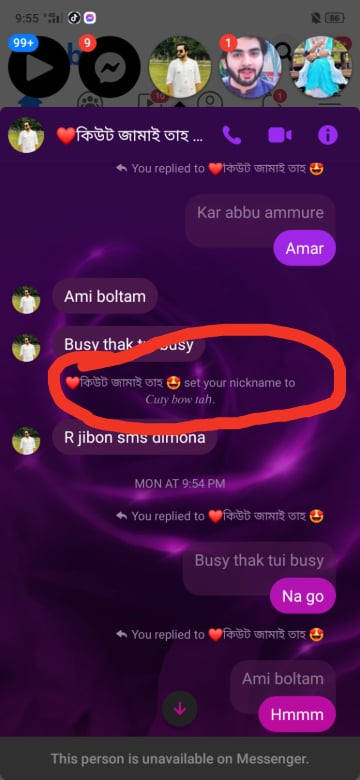 9:55
86
99+
9
1
10
1
❤️কিউট জামাই তাহ ...
You replied to ❤️কিউট জামাই তাহ 🤩
Kar abbu ammure
Amar
Ami boltam
Busy thak tui busy
❤️কিউট জামাই তাহ 🤩 set your nickname to
Cuty bow tah.
R jibon sms dimona
MON AT 9:54 PM
You replied to ❤️কিউট জামাই তাহ 🤩
Busy thak tui busy
Na go
You replied to ❤️কিউট জামাই তাহ 🤩
Ami boltam
Hmmm
This person is unavailable on Messenger.